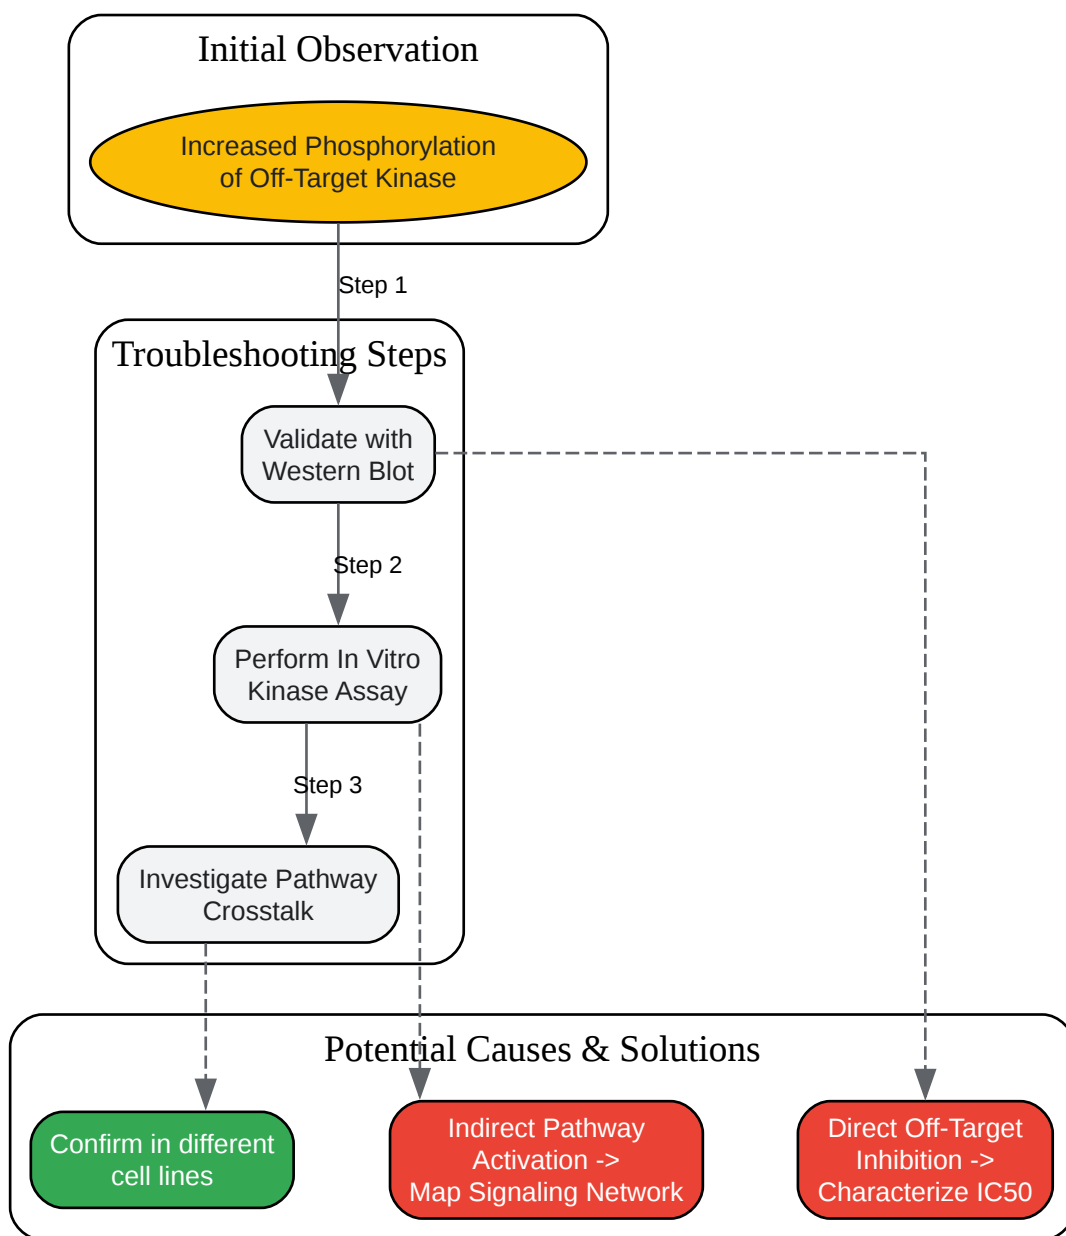 Initial Observation
Increased Phosphorylation
of Off-Target Kinase
Step 1
Troubleshooting Steps
Validate with
Western Blot
Step 2
Perform In Vitro
Kinase Assay
Step 3
Investigate Pathway
Crosstalk
Potential Causes & Solutions
Confirm in different
cell lines
Indirect Pathway
Activation ->
Map Signaling Network
Direct Off-Target
Inhibition ->
Characterize IC50